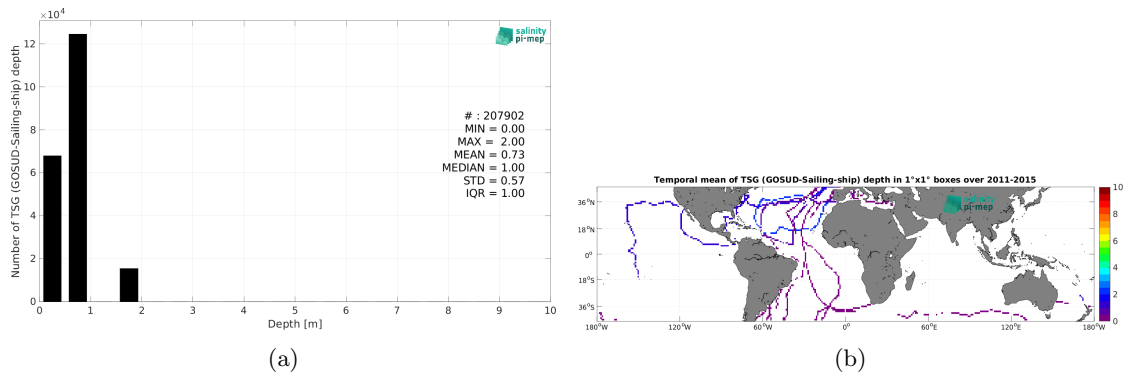 ×10⁴
12
10
8
6
4
2
0
Number of TSG (GOSUD-Sailing-ship) depth
salinity
pi-mep
# : 207902
MIN = 0.00
MAX = 2.00
MEAN = 0.73
MEDIAN = 1.00
STD = 0.57
IQR = 1.00
0 1 2 3 4 5 6 7 8 9 10
Depth [m]
(a)
Temporal mean of TSG (GOSUD-Sailing-ship) depth in 1°x1° boxes over 2011-2015
salinity
pi-mep
36°N
18°N
0°
18°S
36°S
180°W 120°W 60°W 0° 60°E 120°E 180°W
10
8
6
4
2
0
(b)